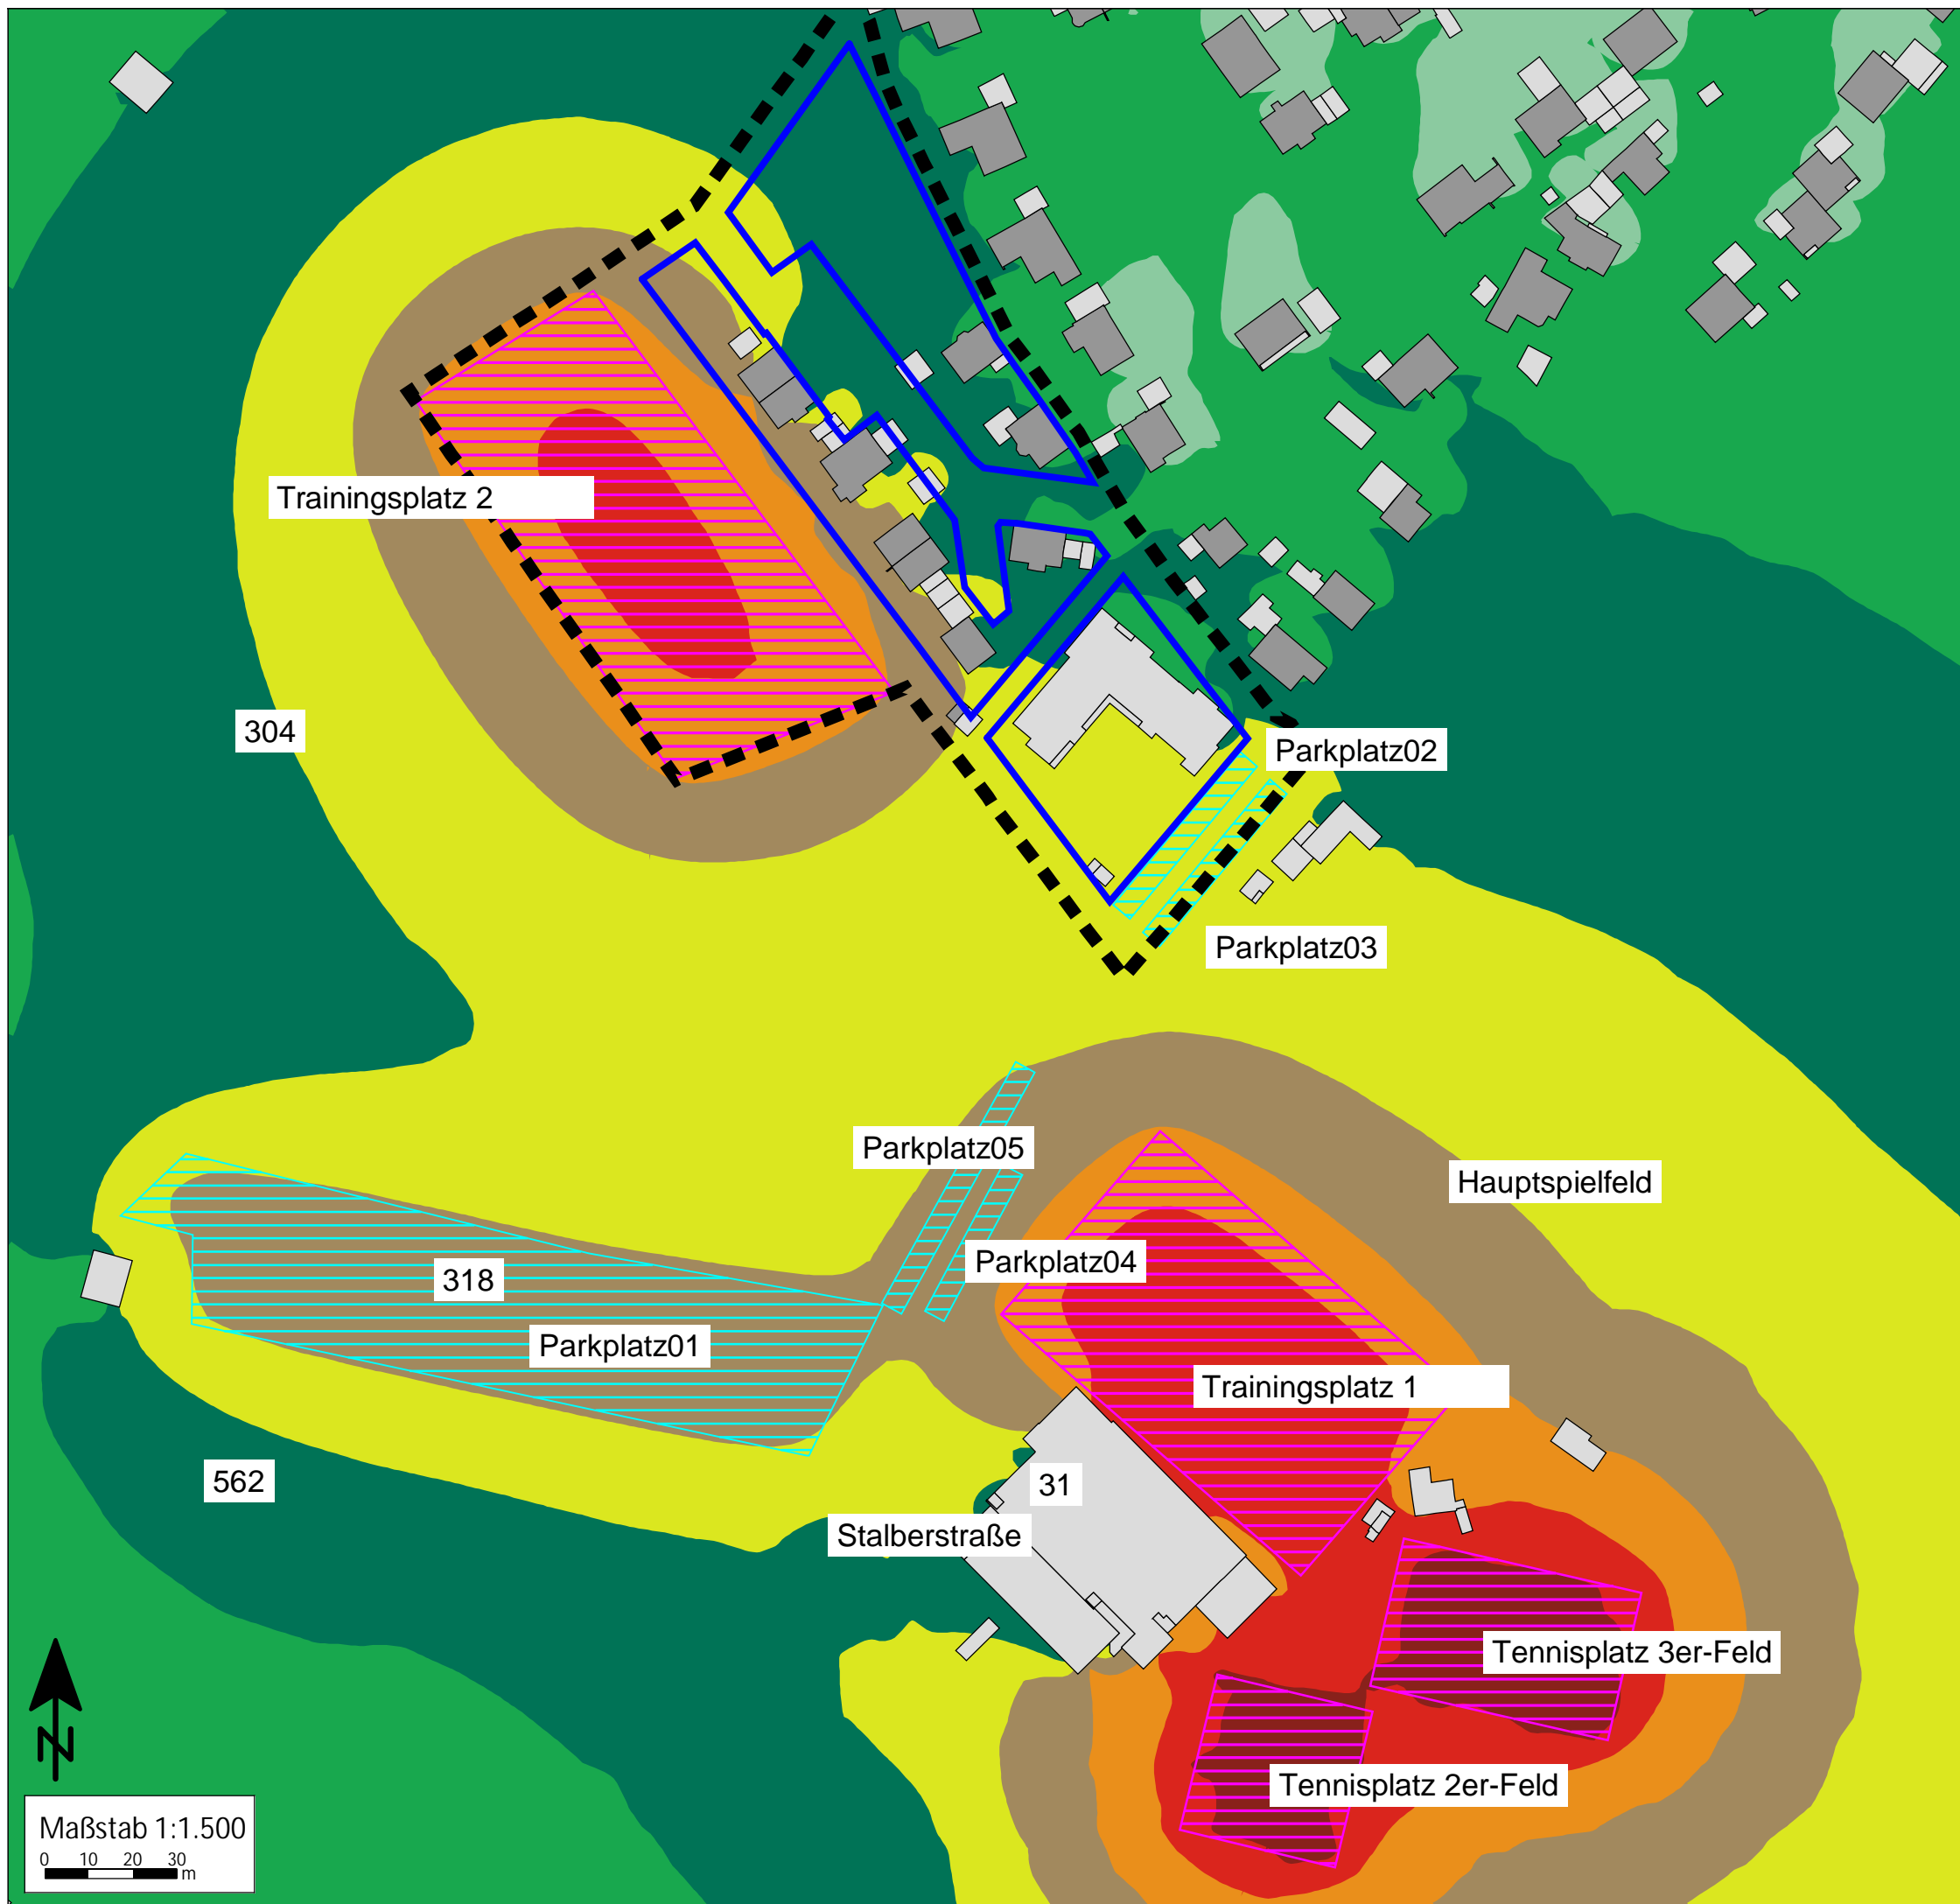 Trainingsplatz 2
304
Parkplatz02
Parkplatz03
Parkplatz05
Hauptspielfeld
Parkplatz04
318
Parkplatz01
Trainingsplatz 1
562
31
Stalberstraße
Tennisplatz 3er-Feld
Tennisplatz 2er-Feld
N
Maßstab 1:1.500
0 10 20 30
m